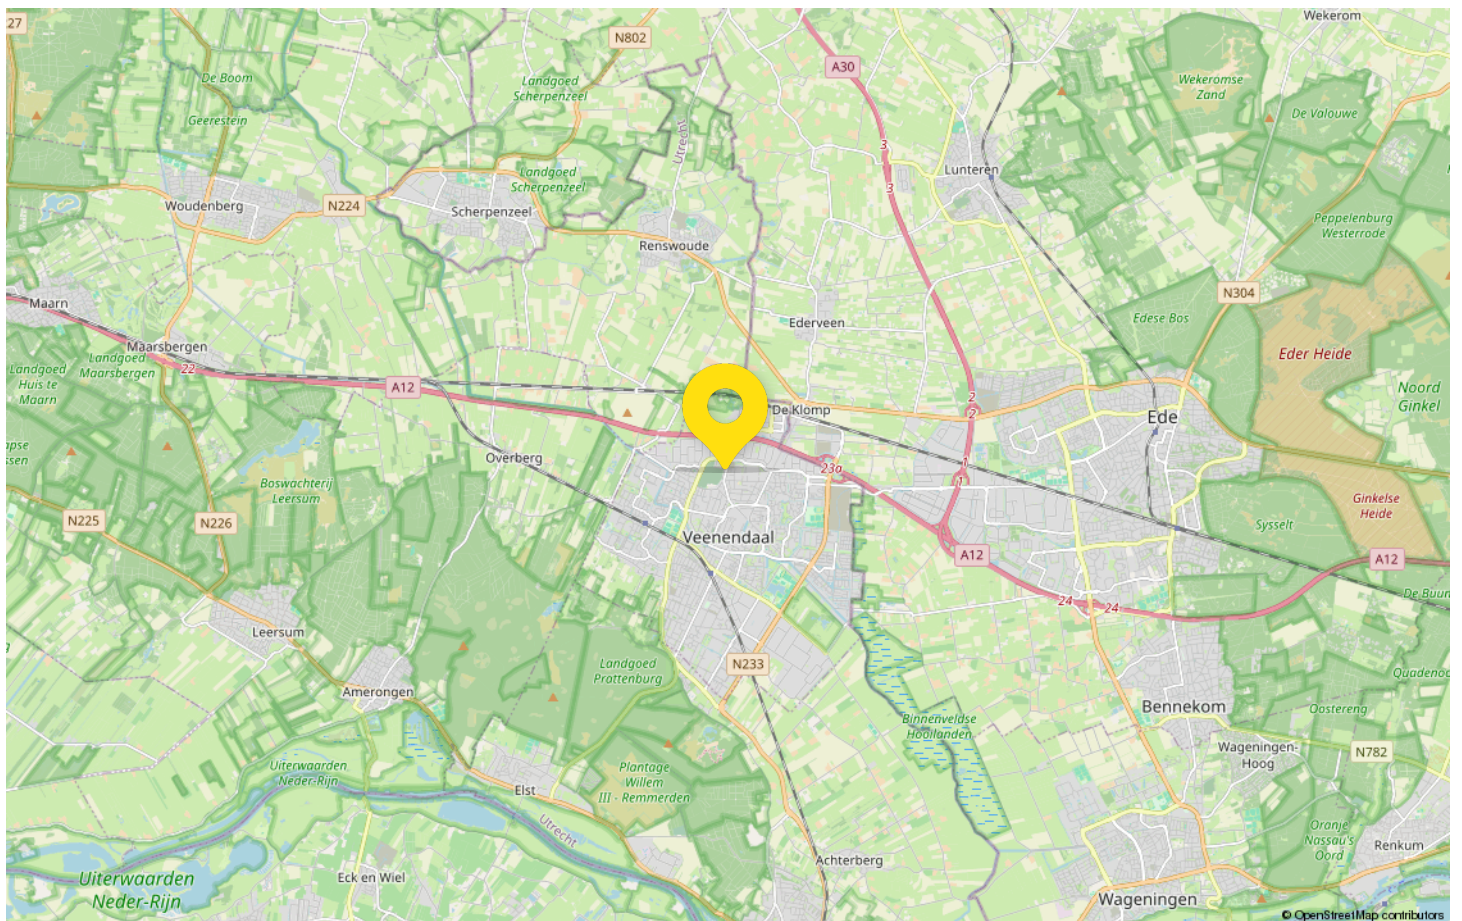 Wekerom
27
N802
A30
De Boom
Landgoed
Scherpenzeel
Wekeromse
Zand
De Valouwe
Geerestein
Utrecht
3
Lunteren
Landgoed
Scherpenzeel
3
Woudenberg
N224
Scherpenzeel
Peppelenburg
Westerrode
Renswoude
N304
Maarn
Edese Bos
Ederveen
Maarsbergen
Eder Heide
Landgoed
Maarsbergen
22
Landgoed
Huis te
Maarn
A12
Noord
Ginkel
2
2
De Klomp
Ede
apse
ssen
Overberg
23a
1
1
Boswachterij
Leersum
Ginkelse
Heide
N225
N226
Sysselt
Veenendaal
A12
A12
De Buun
24
24
Leersum
N233
Landgoed
Prattenburg
Quadenoo
Amerongen
Bennekom
Oostereng
Binnenveldse
Hooilanden
Wageningen-
Hoog
N782
Uiterwaarden
Neder-Rijn
Plantage
Willem
III - Remmerden
Elst
Utrecht
Oranje
Nassau's
Oord
Renkum
Achterberg
Eck en Wiel
Uiterwaarden
Neder-Rijn
Wageningen
© OpenStreetMap contributors